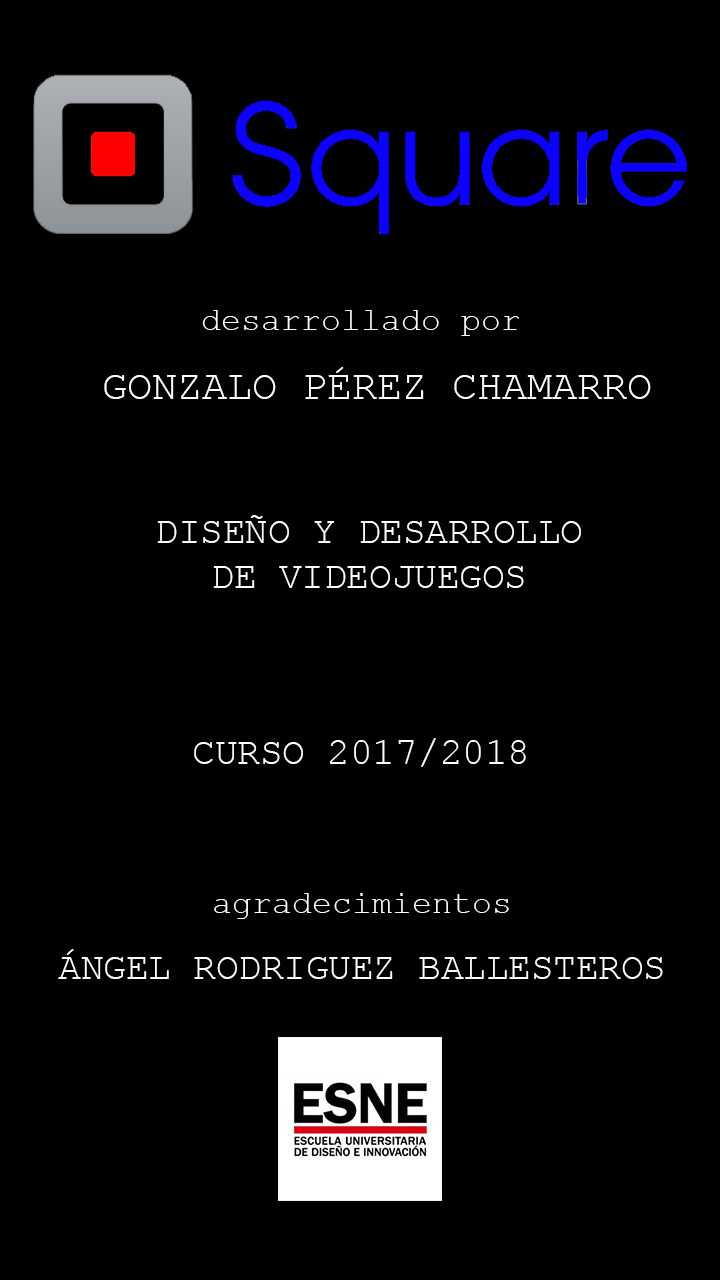 Square
desarrollado por
GONZALO PÉREZ CHAMARRO
DISEÑO Y DESARROLLO
DE VIDEOJUEGOS
CURSO 2017/2018
agradecimientos
ÁNGEL RODRIGUEZ BALLESTEROS
ESNE
ESCUELA UNIVERSITARIA
DE DISEÑO E INNOVACIÓN